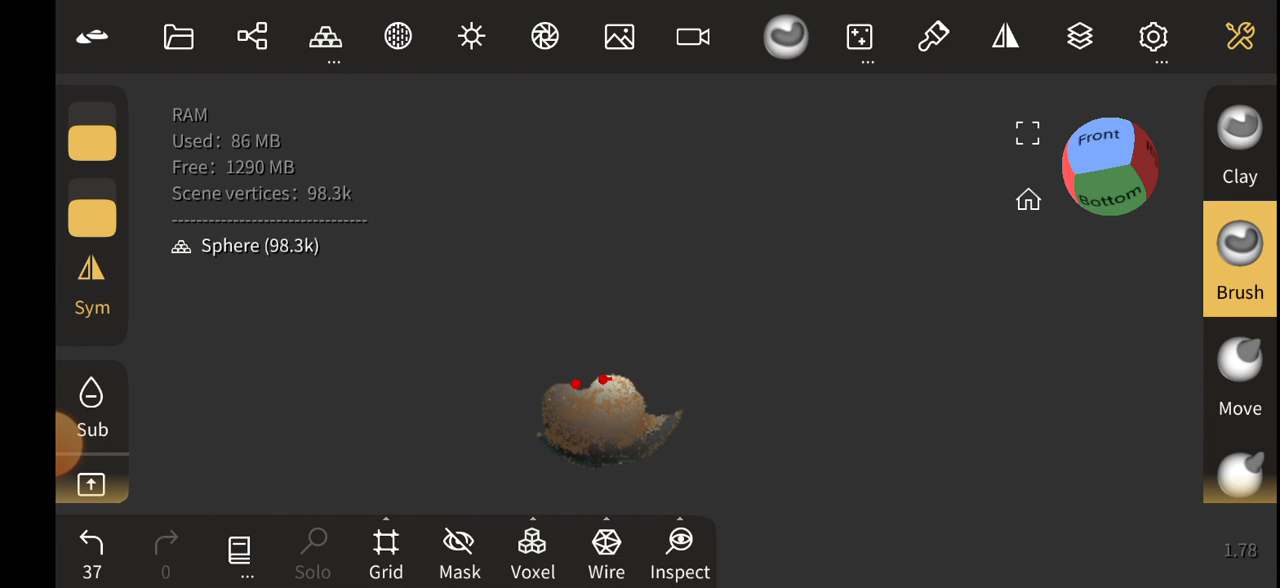 RAM
Used：86 MB
Free：1290 MB
Scene vertices：98.3k
--------------------------------
Sphere (98.3k)
Front
Bottom
Sym
Sub
Clay
Brush
Move
37
0
...
Solo
Grid
Mask
Voxel
Wire
Inspect
1.78